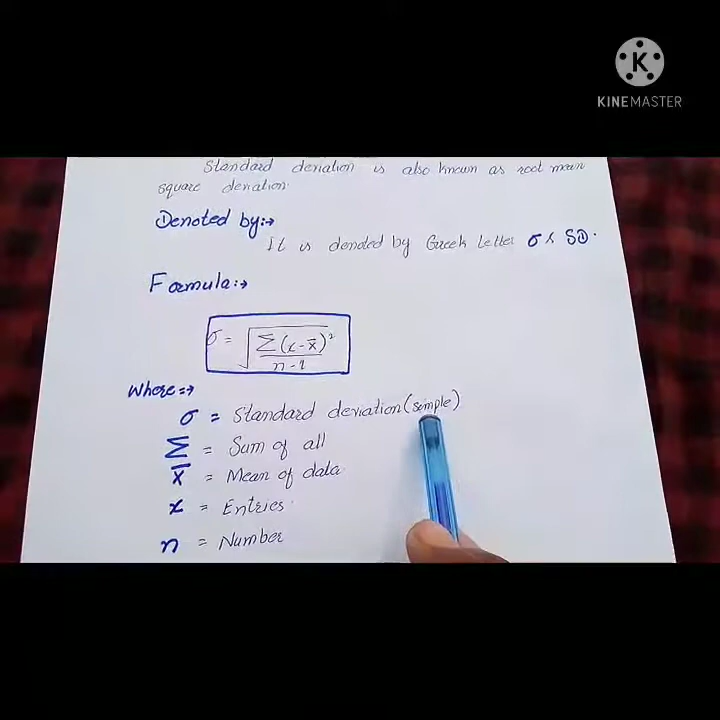 K
KINEMASTER
Standard deviation is also known as root mean
square deviation.
Denoted by:→
It is denoted by Greek Letter σ & SD.
Formula:→
σ = √Σ(x-x̄)²/n-1
Where:→
σ = Standard deviation (simple)
Σ = Sum of all
x̄ = Mean of data
x = Entries
n = Number